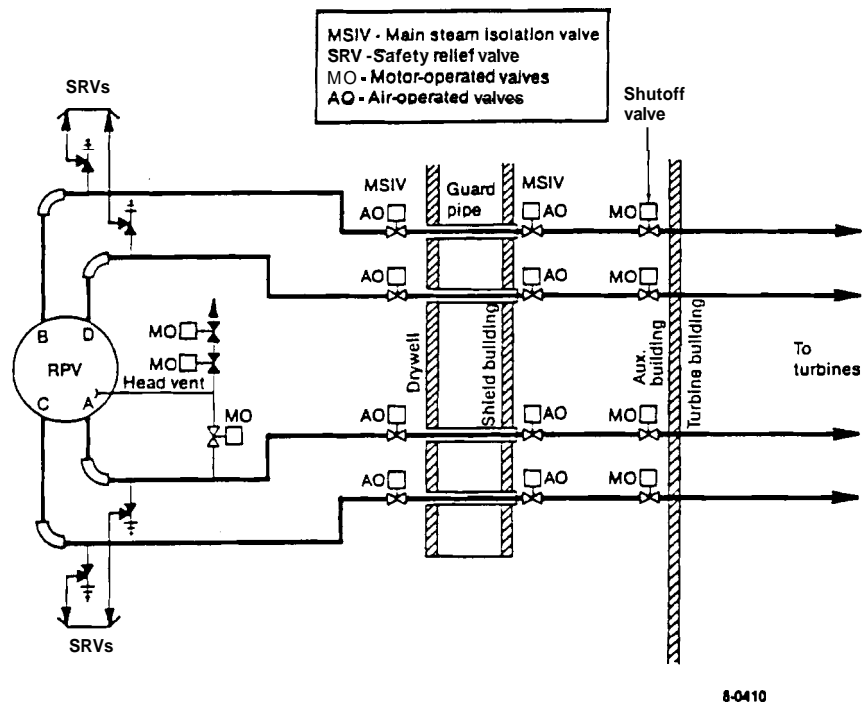 MSIV - Main steam isolation valve
SRV -Safety relief valve
MO - Motor-operated valves
AO - Air-operated valves
SRVs
Shutoff
valve
MSIV
Guard
pipe
MSIV
AO
AO
MO
AO
AO
MO
B
D
RPV
C
A
MO
MO
Head vent
MO
Drywell
Shield building
Aux.
building
Turbine building
To
turbines
AO
AO
MO
AO
AO
MO
SRVs
8-0410